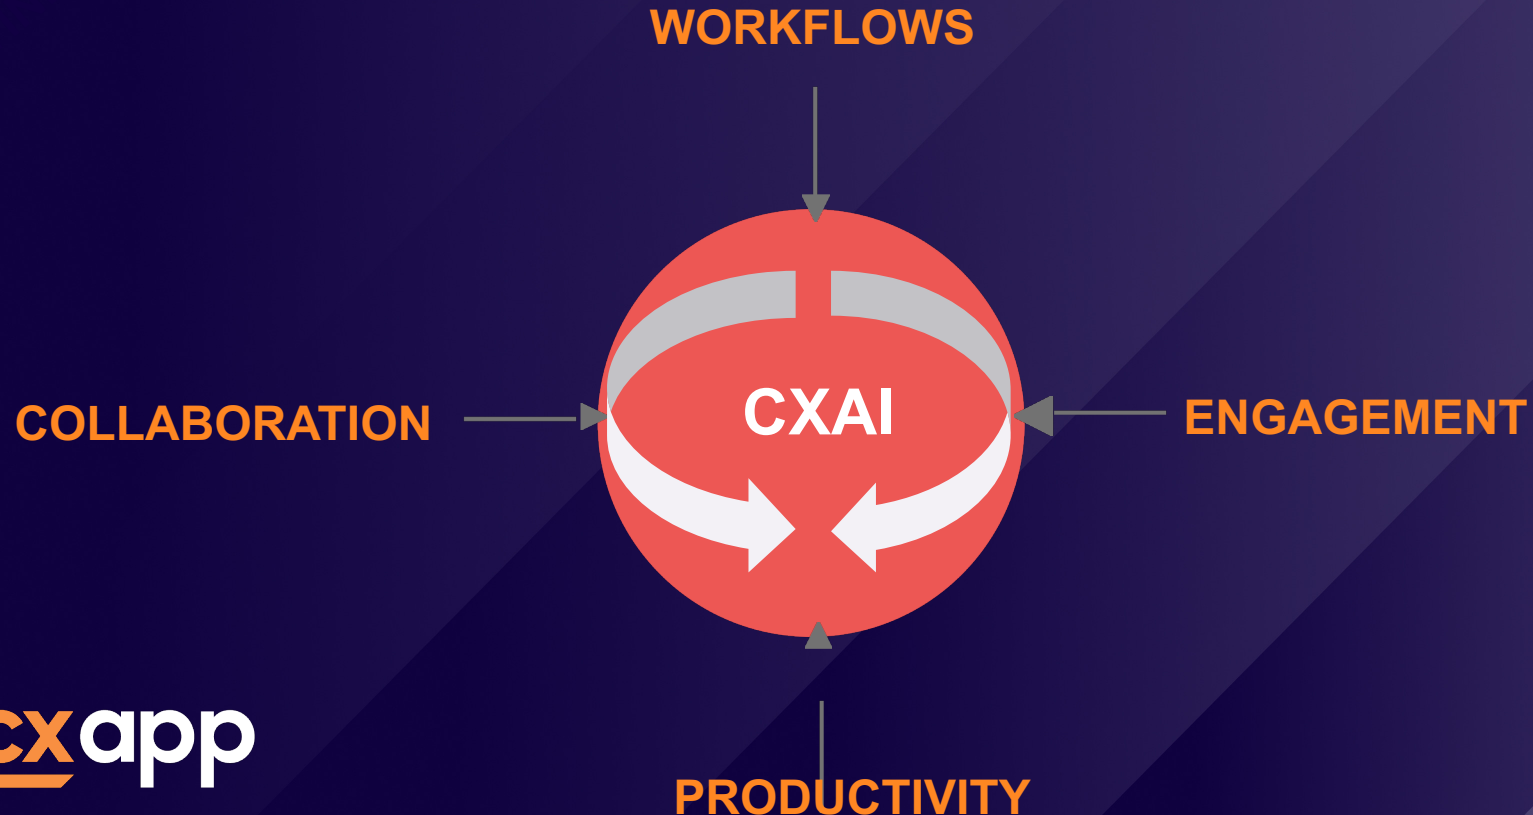 WORKFLOWS
COLLABORATION
CXAI
ENGAGEMENT
cxapp
PRODUCTIVITY